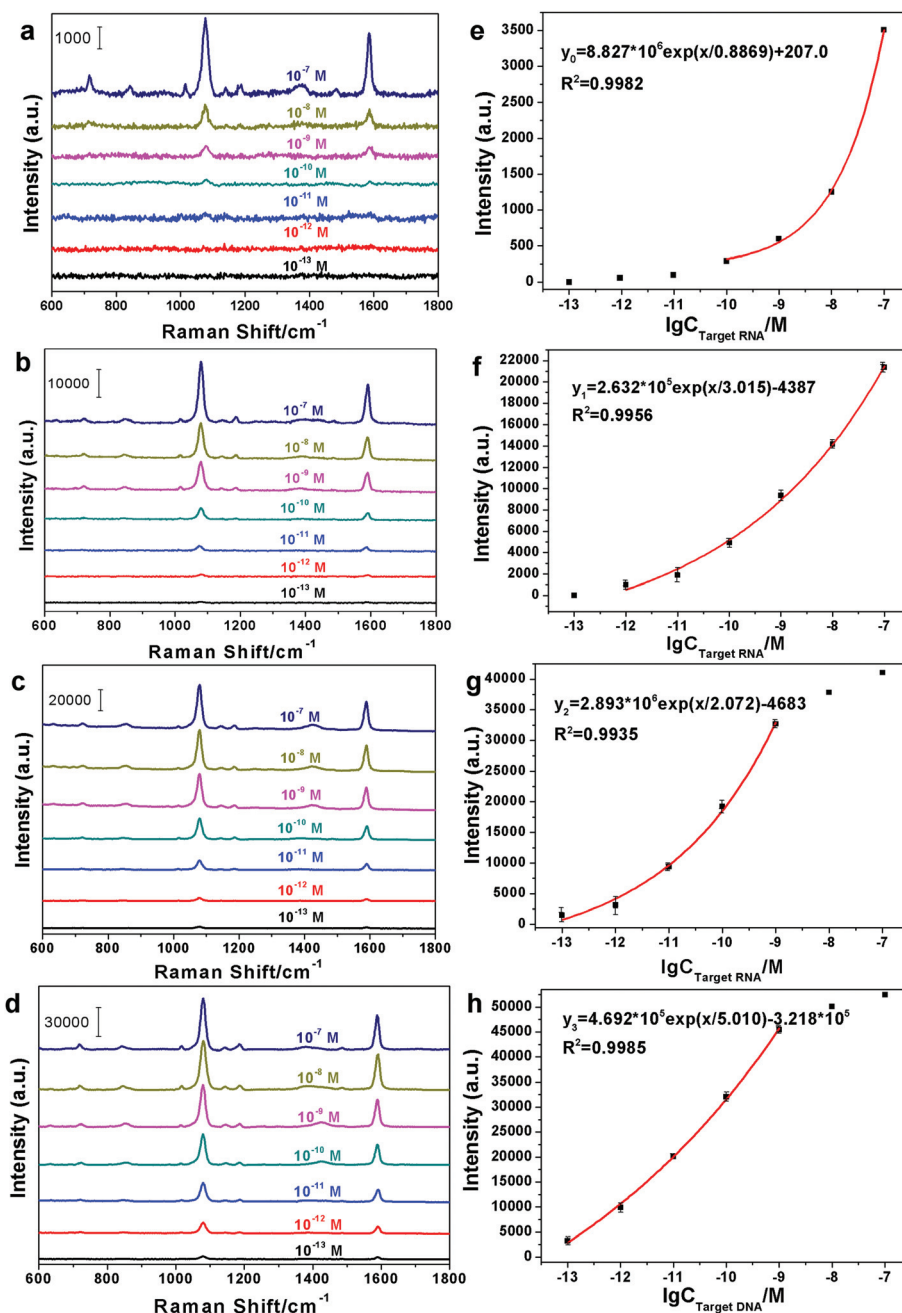 a
1000
10⁻⁷ M
10⁻⁸ M
10⁻⁹ M
10⁻¹⁰ M
10⁻¹¹ M
10⁻¹² M
10⁻¹³ M
Intensity (a.u.)
600 800 1000 1200 1400 1600 1800
Raman Shift/cm⁻¹
e
y₀=8.827*10⁶exp(x/0.8869)+207.0
R²=0.9982
3500
3000
2500
2000
1500
1000
500
0
Intensity (a.u.)
-13 -12 -11 -10 -9 -8 -7
lgC Target RNA/M
b
10000
10⁻⁷ M
10⁻⁸ M
10⁻⁹ M
10⁻¹⁰ M
10⁻¹¹ M
10⁻¹² M
10⁻¹³ M
Intensity (a.u.)
600 800 1000 1200 1400 1600 1800
Raman Shift/cm⁻¹
f
y₁=2.632*10⁵exp(x/3.015)-4387
R²=0.9956
22000
20000
18000
16000
14000
12000
10000
8000
6000
4000
2000
0
Intensity (a.u.)
-13 -12 -11 -10 -9 -8 -7
lgC Target RNA/M
c
20000
10⁻⁷ M
10⁻⁸ M
10⁻⁹ M
10⁻¹⁰ M
10⁻¹¹ M
10⁻¹² M
10⁻¹³ M
Intensity (a.u.)
600 800 1000 1200 1400 1600 1800
Raman Shift/cm⁻¹
g
y₂=2.893*10⁶exp(x/2.072)-4683
R²=0.9935
40000
35000
30000
25000
20000
15000
10000
5000
0
Intensity (a.u.)
-13 -12 -11 -10 -9 -8 -7
lgC Target RNA/M
d
30000
10⁻⁷ M
10⁻⁸ M
10⁻⁹ M
10⁻¹⁰ M
10⁻¹¹ M
10⁻¹² M
10⁻¹³ M
Intensity (a.u.)
600 800 1000 1200 1400 1600 1800
Raman Shift/cm⁻¹
h
y₃=4.692*10⁵exp(x/5.010)-3.218*10⁵
R²=0.9985
50000
45000
40000
35000
30000
25000
20000
15000
10000
5000
0
Intensity (a.u.)
-13 -12 -11 -10 -9 -8 -7
lgC Target DNA/M